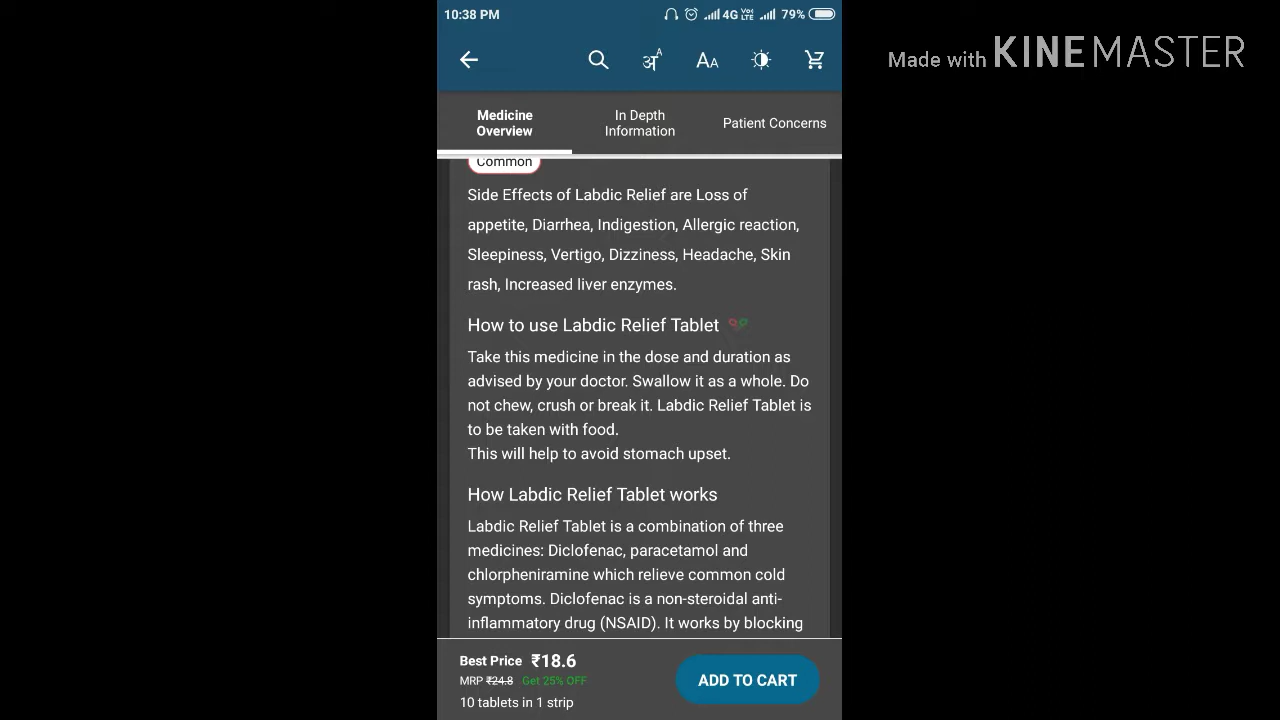 10:38 PM
4G
Vo
LTE
79%
Made with KINEMASTER
अA
AA
Medicine Overview
In Depth Information
Patient Concerns
Common
Side Effects of Labdic Relief are Loss of
appetite, Diarrhea, Indigestion, Allergic reaction,
Sleepiness, Vertigo, Dizziness, Headache, Skin
rash, Increased liver enzymes.
How to use Labdic Relief Tablet
Take this medicine in the dose and duration as
advised by your doctor. Swallow it as a whole. Do
not chew, crush or break it. Labdic Relief Tablet is
to be taken with food.
This will help to avoid stomach upset.
How Labdic Relief Tablet works
Labdic Relief Tablet is a combination of three
medicines: Diclofenac, paracetamol and
chlorpheniramine which relieve common cold
symptoms. Diclofenac is a non-steroidal anti-
inflammatory drug (NSAID). It works by blocking
Best Price ₹18.6
MRP ₹24.8 Get 25% OFF
10 tablets in 1 strip
ADD TO CART